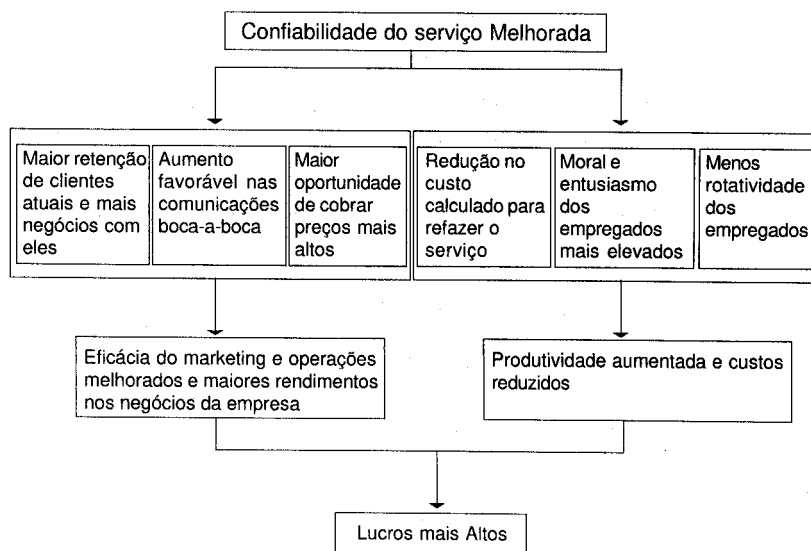 Confiabilidade do serviço Melhorada
Maior retenção
de clientes
atuais e mais
negócios com
eles
Aumento
favorável nas
comunicações
boca-a-boca
Maior
oportunidade
de cobrar
preços mais
altos
Redução no
custo
calculado para
refazer o
serviço
Moral e
entusiasmo
dos
empregados
mais elevados
Menos
rotatividade
dos
empregados
Eficácia do marketing e operações
melhorados e maiores rendimentos
nos negócios da empresa
Produtividade aumentada e custos
reduzidos
Lucros mais Altos